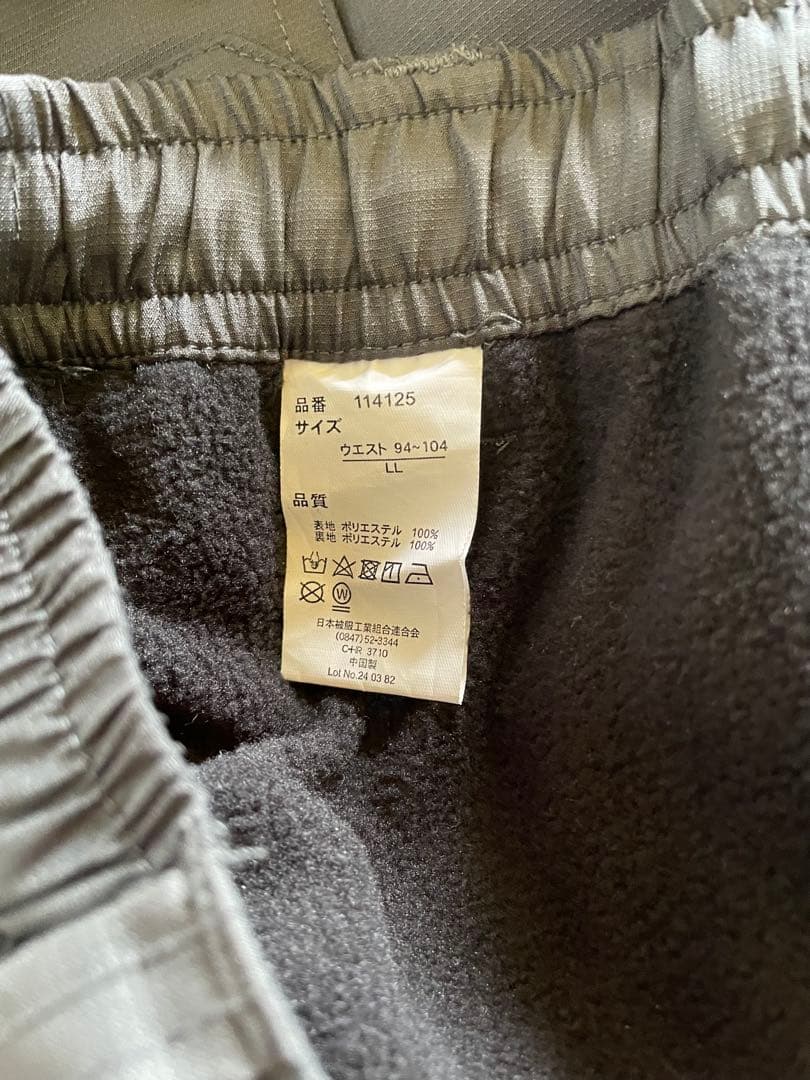 品番 114125
サイズ
ウエスト 94~104
LL
品質
表地 ポリエステル 100%
裏地 ポリエステル 100%
W
日本被服工業組合連合会
(0847)52-3344
C+R 3710
中国製
Lot No.24 03 82